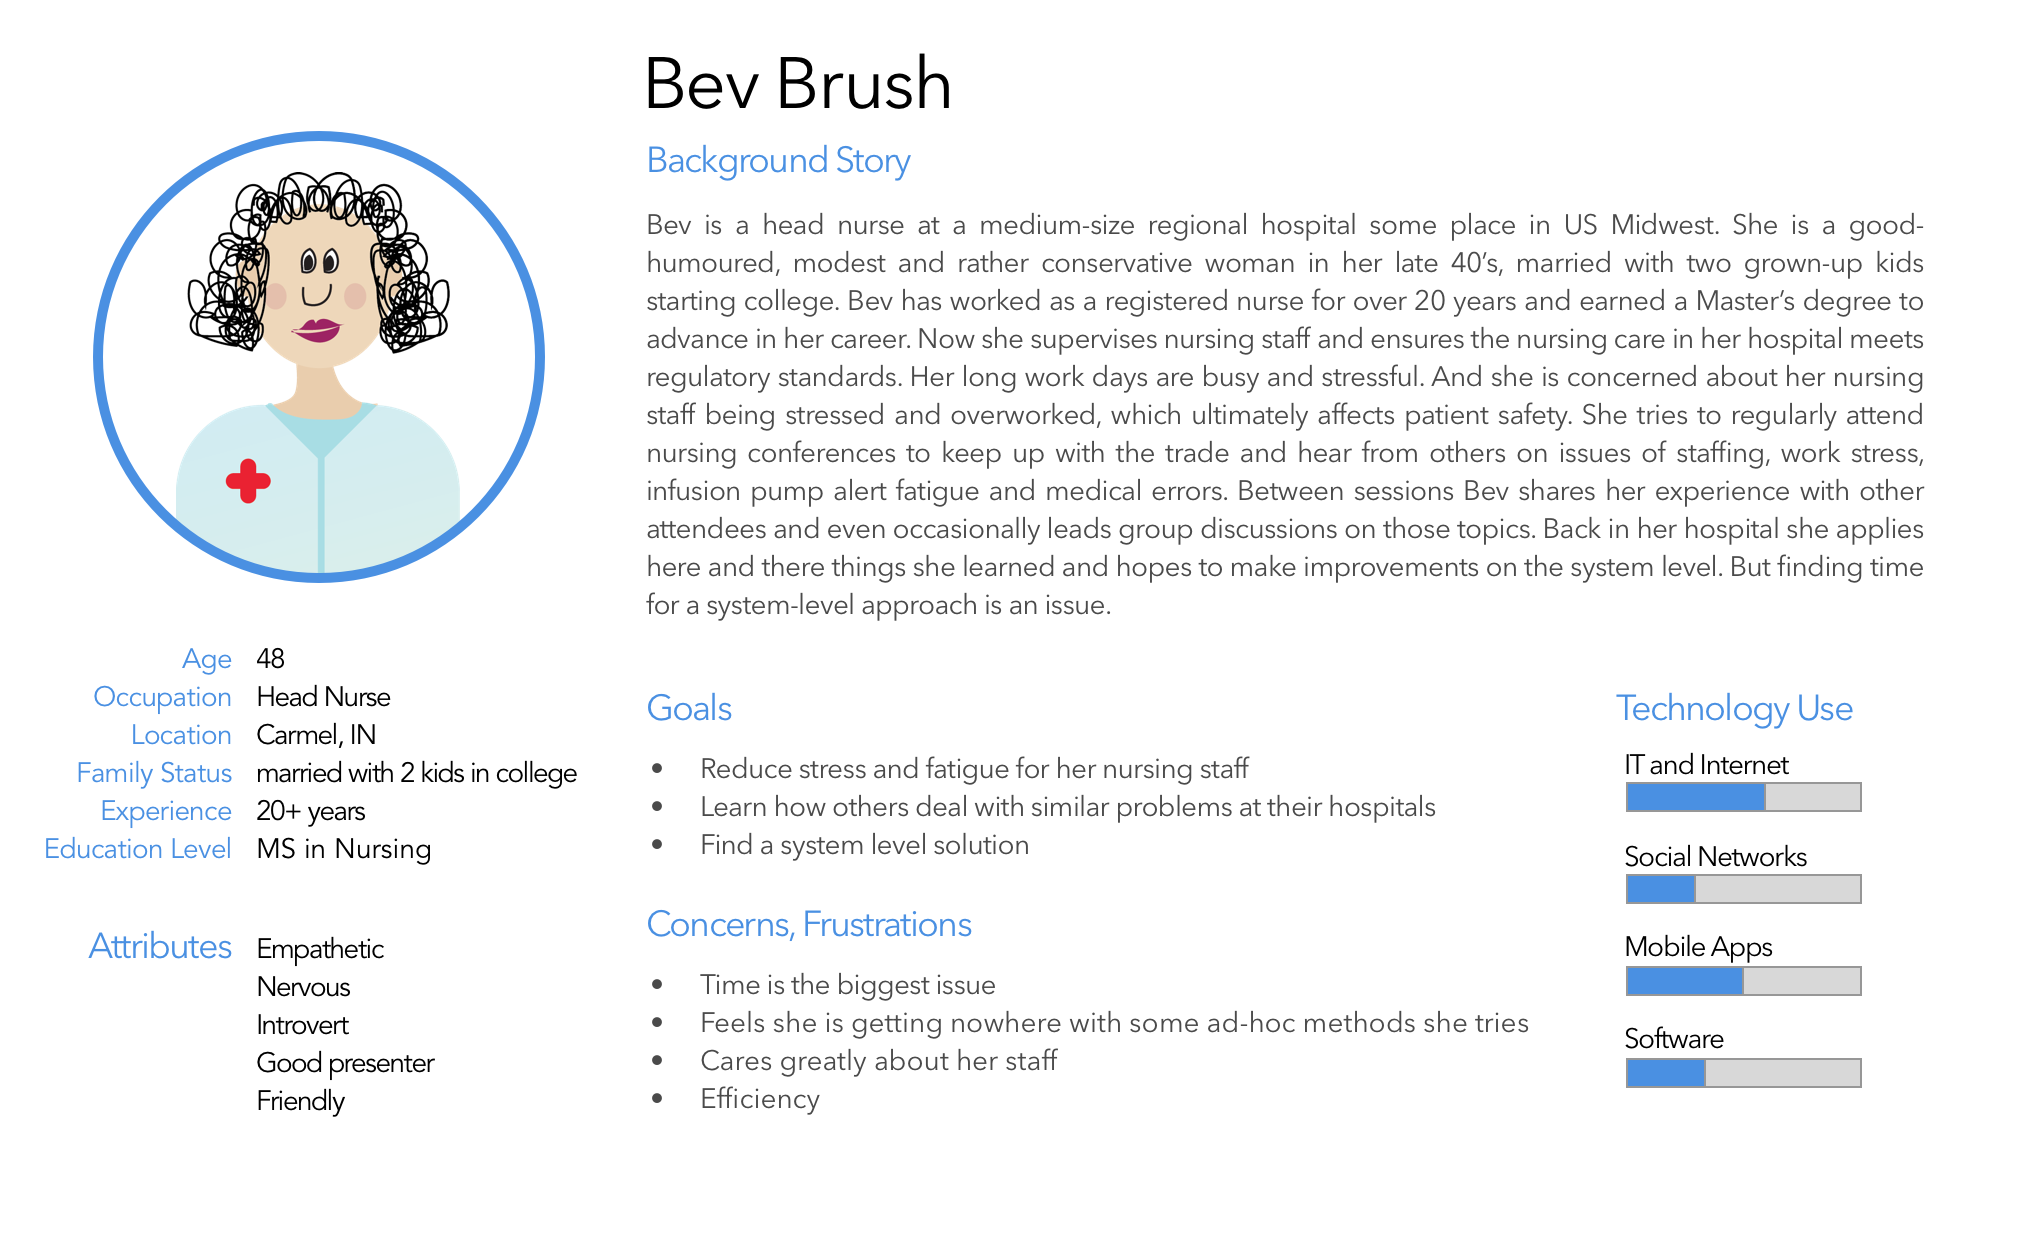 Bev Brush
Background Story
Bev is a head nurse at a medium-size regional hospital some place in US Midwest. She is a good-
humoured, modest and rather conservative woman in her late 40’s, married with two grown-up kids
starting college. Bev has worked as a registered nurse for over 20 years and earned a Master’s degree to
advance in her career. Now she supervises nursing staff and ensures the nursing care in her hospital meets
regulatory standards. Her long work days are busy and stressful. And she is concerned about her nursing
staff being stressed and overworked, which ultimately affects patient safety. She tries to regularly attend
nursing conferences to keep up with the trade and hear from others on issues of staffing, work stress,
infusion pump alert fatigue and medical errors. Between sessions Bev shares her experience with other
attendees and even occasionally leads group discussions on those topics. Back in her hospital she applies
here and there things she learned and hopes to make improvements on the system level. But finding time
for a system-level approach is an issue.
Age 48
Occupation Head Nurse
Location Carmel, IN
Family Status married with 2 kids in college
Experience 20+ years
Education Level MS in Nursing
Attributes Empathetic
Nervous
Introvert
Good presenter
Friendly
Goals
• Reduce stress and fatigue for her nursing staff
• Learn how others deal with similar problems at their hospitals
• Find a system level solution
Concerns, Frustrations
• Time is the biggest issue
• Feels she is getting nowhere with some ad-hoc methods she tries
• Cares greatly about her staff
• Efficiency
Technology Use
IT and Internet
Social Networks
Mobile Apps
Software